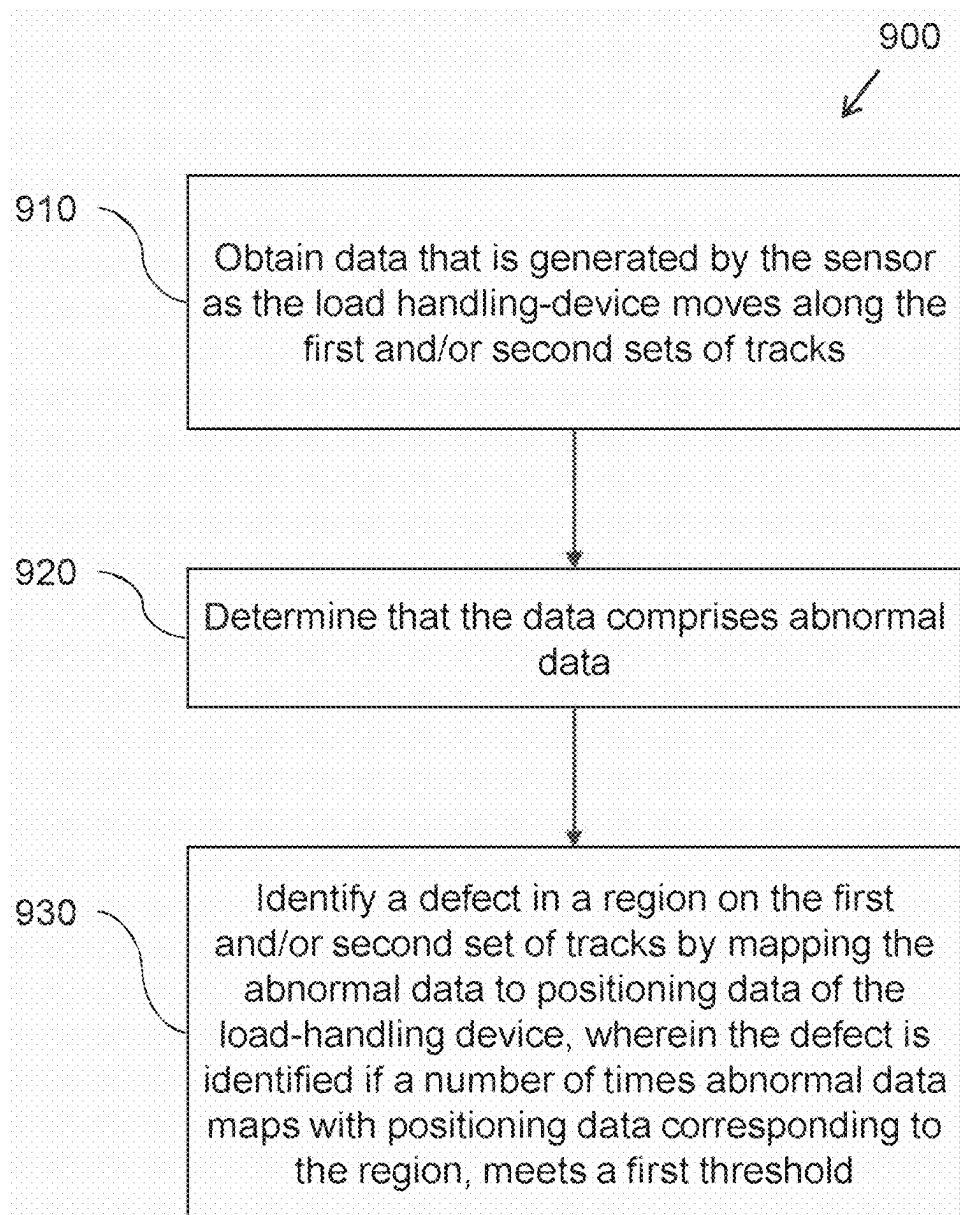 900
910
Obtain data that is generated by the sensor
as the load handling-device moves along the
first and/or second sets of tracks
920
Determine that the data comprises abnormal
data
930
Identify a defect in a region on the first
and/or second set of tracks by mapping the
abnormal data to positioning data of the
load-handling device, wherein the defect is
identified if a number of times abnormal data
maps with positioning data corresponding to
the region, meets a first threshold